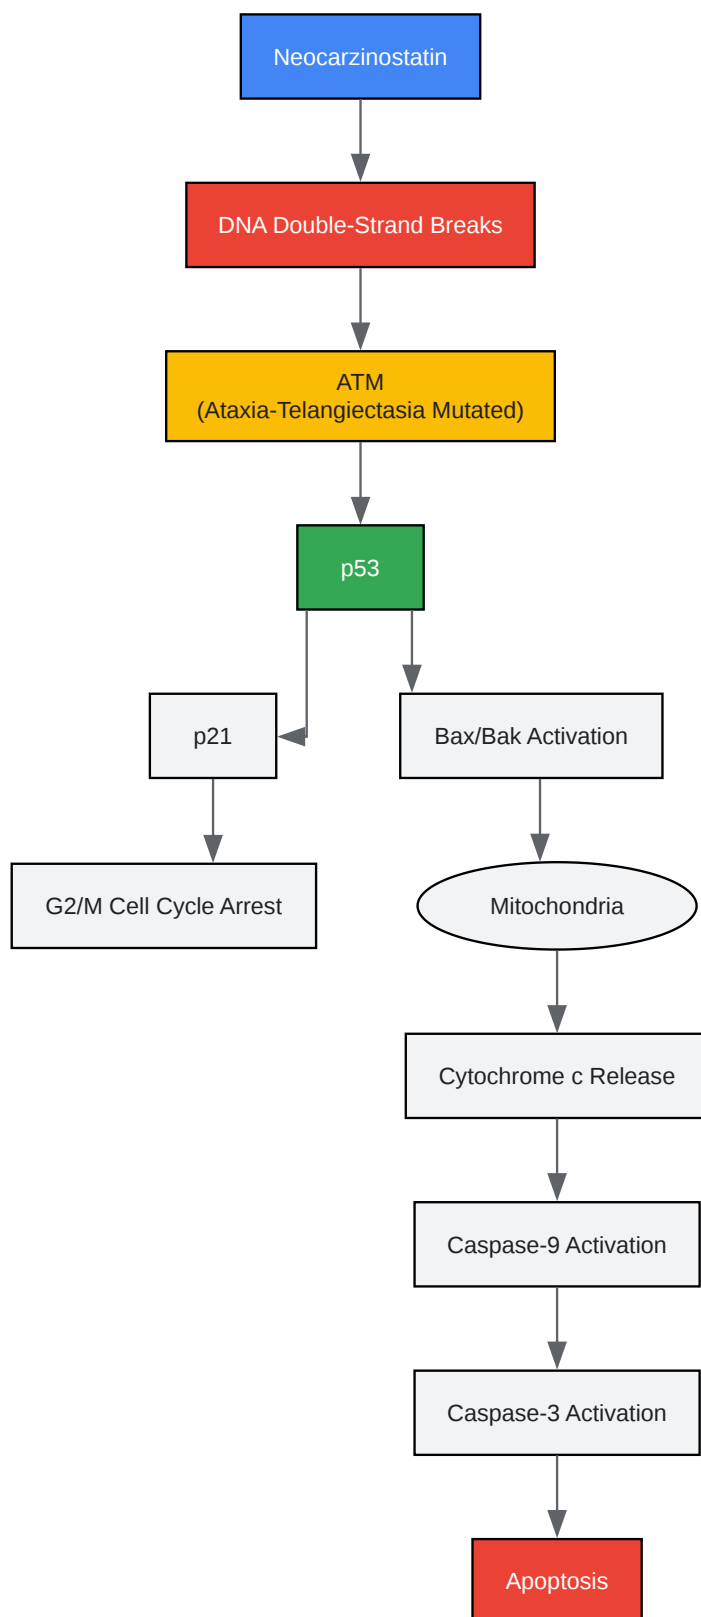 Neocarzinostatin
DNA Double-Strand Breaks
ATM
(Ataxia-Telangiectasia Mutated)
p53
p21
Bax/Bak Activation
G2/M Cell Cycle Arrest
Mitochondria
Cytochrome c Release
Caspase-9 Activation
Caspase-3 Activation
Apoptosis